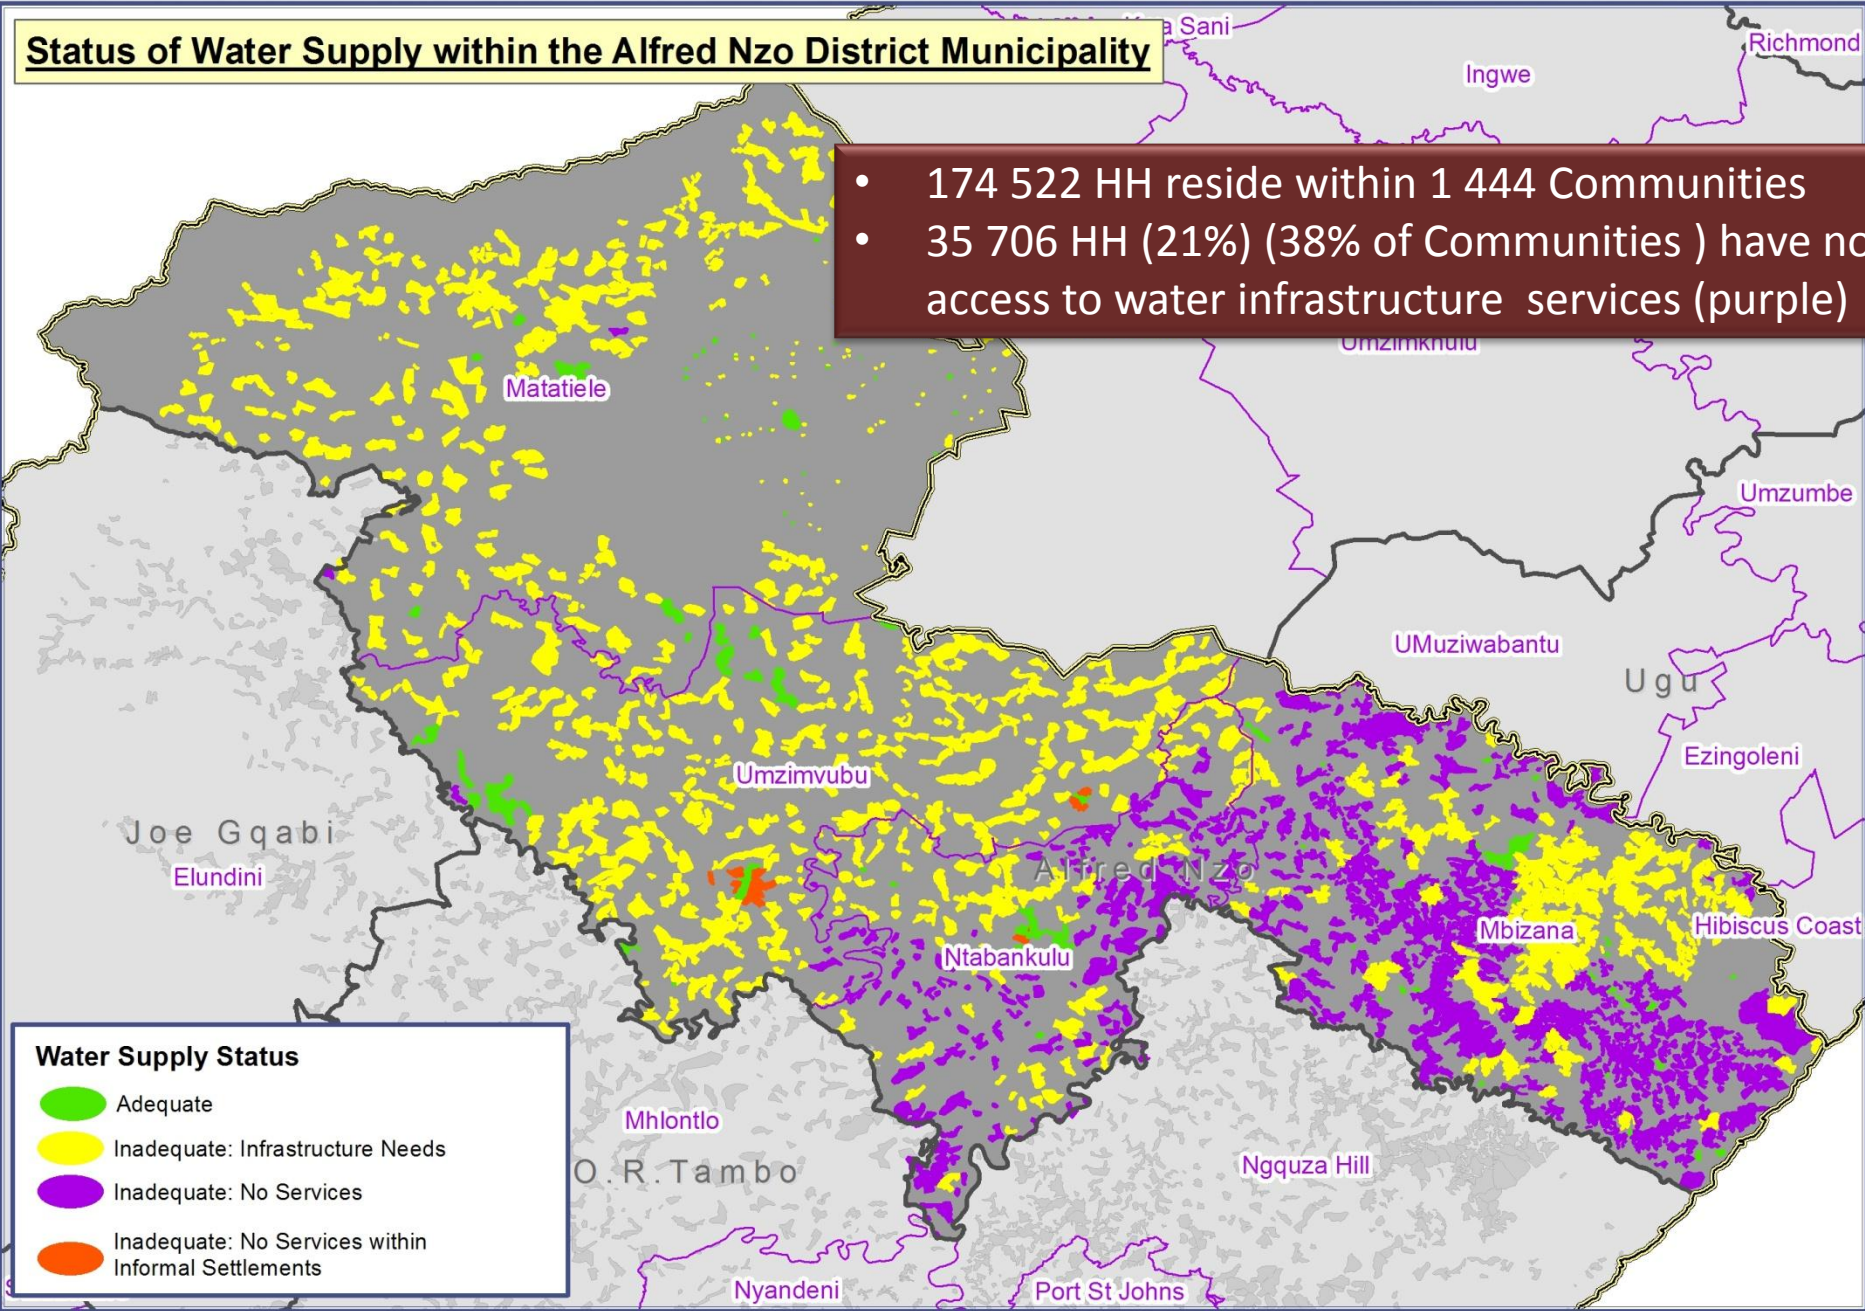 Status of Water Supply within the Alfred Nzo District Municipality
a Sani
Richmond
Ingwe
• 174 522 HH reside within 1 444 Communities
• 35 706 HH (21%) (38% of Communities ) have no
access to water infrastructure services (purple)
Umzimkhulu
Matatiele
Umzumbe
UMuziwabantu
Ugu
Ezingoleni
Umzimvubu
Joe Gqabi
Elundini
Alfred Nzo
Mbizana
Hibiscus Coast
Ntabankulu
Water Supply Status
Adequate
Inadequate: Infrastructure Needs
Inadequate: No Services
Inadequate: No Services within
Informal Settlements
Mhlontlo
O.R.Tambo
Ngquza Hill
Nyandeni
Port St Johns